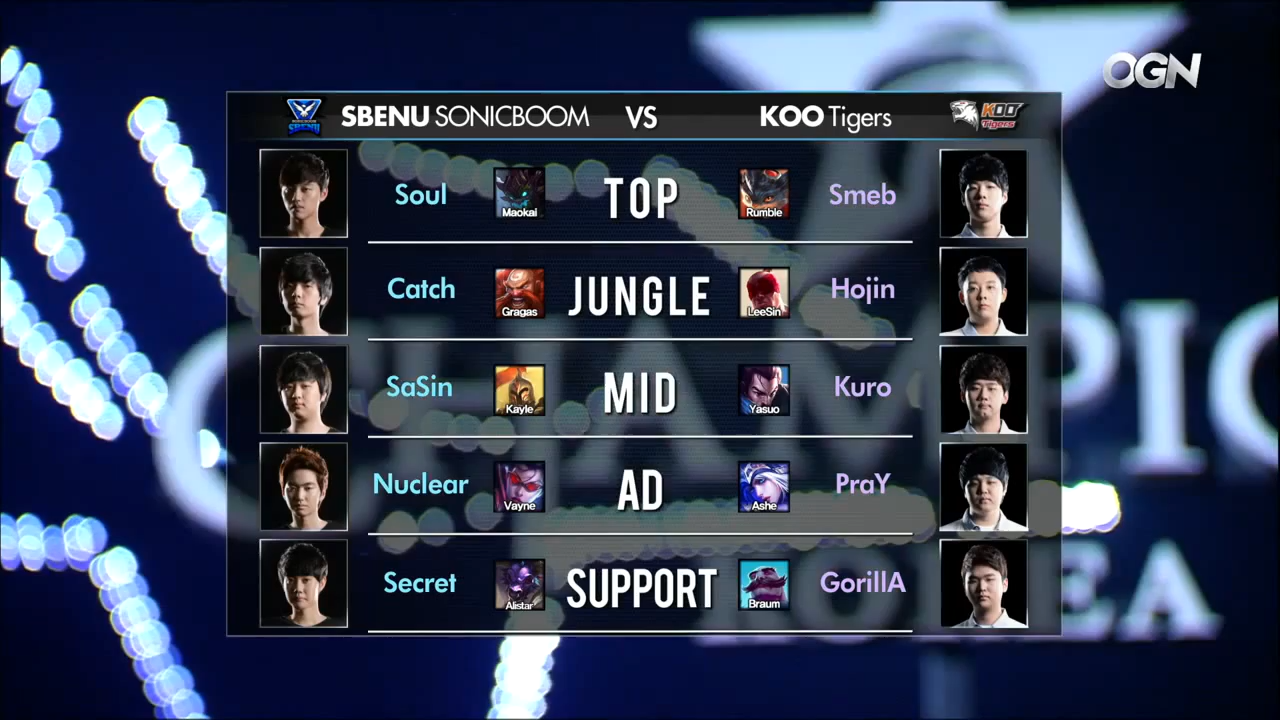 OGN
SBENU SONICBOOM VS KOO Tigers
SBENU
KOO
Tigers
Soul Maokai TOP Rumble Smeb
Catch Gragas JUNGLE LeeSin Hojin
SaSin Kayle MID Yasuo Kuro
Nuclear Vayne AD Ashe PraY
Secret Alistar SUPPORT Braum GorillA